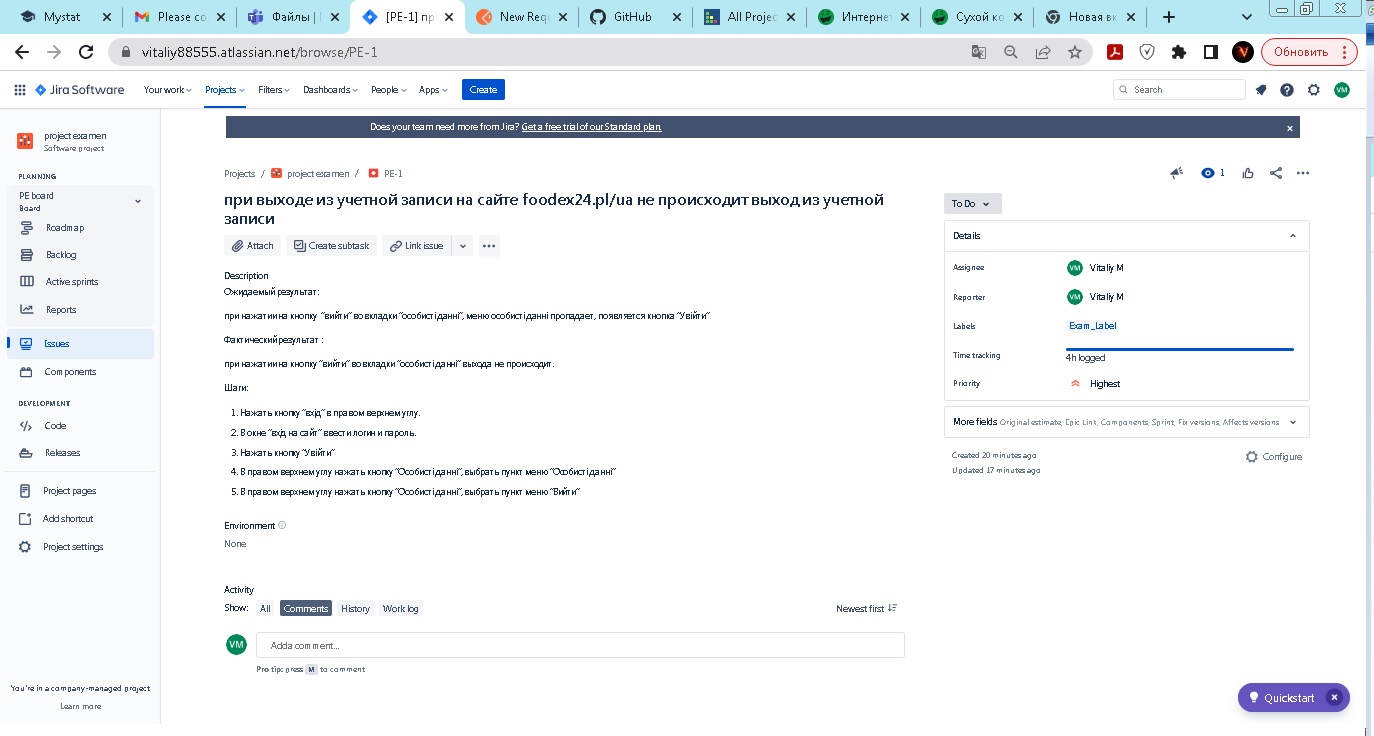 Mystat
Please co
Файлы |
[PE-1] пр
New Req
GitHub
All Projec
Интернет
Сухой ко
Новая вк
vitaliy88555.atlassian.net/browse/PE-1
Обновить
Jira Software
Your work
Projects
Filters
Dashboards
People
Apps
Create
Search
VM
project examen
Software project
PLANNING
PE board
Board
Roadmap
Backlog
Active sprints
Reports
Issues
Components
DEVELOPMENT
Code
Releases
Project pages
Add shortcut
Project settings
You're in a company-managed project
Learn more
Does your team need more from Jira? Get a free trial of our Standard plan.
Projects / project examen / PE-1
1
при выходе из учетной записи на сайте foodex24.pl/ua не происходит выход из учетной
записи
Attach
Create subtask
Link issue
Description
Ожидаемый результат:
при нажатии на кнопку "вийти" во вкладки "особисті данні", меню особисті данні пропадает, появляется кнопка "Увійти"
Фактический результат :
при нажатии на кнопку "вийти" во вкладки "особисті данні" выхода не происходит.
Шаги:
1. Нажать кнопку "вхід" в правом верхнем углу.
2. В окне "вхід на сайт" ввести логин и пароль.
3. Нажать кнопку "Увійти"
4. В правом верхнем углу нажать кнопку "Особисті данні", выбрать пункт меню "Особисті данні"
5. В правом верхнем углу нажать кнопку "Особисті данні", выбрать пункт меню "Вийти"
Environment
None
Activity
Show: All Comments History Work log
Newest first
VM
Add a comment...
Pro tip: press M to comment
To Do
Details
Assignee
VM Vitaliy M
Reporter
VM Vitaliy M
Labels
Exam_Label
Time tracking
4h logged
Priority
Highest
More fields Original estimate, Epic Link, Components, Sprint, Fix versions, Affects versions
Created 20 minutes ago
Updated 17 minutes ago
Configure
Quickstart